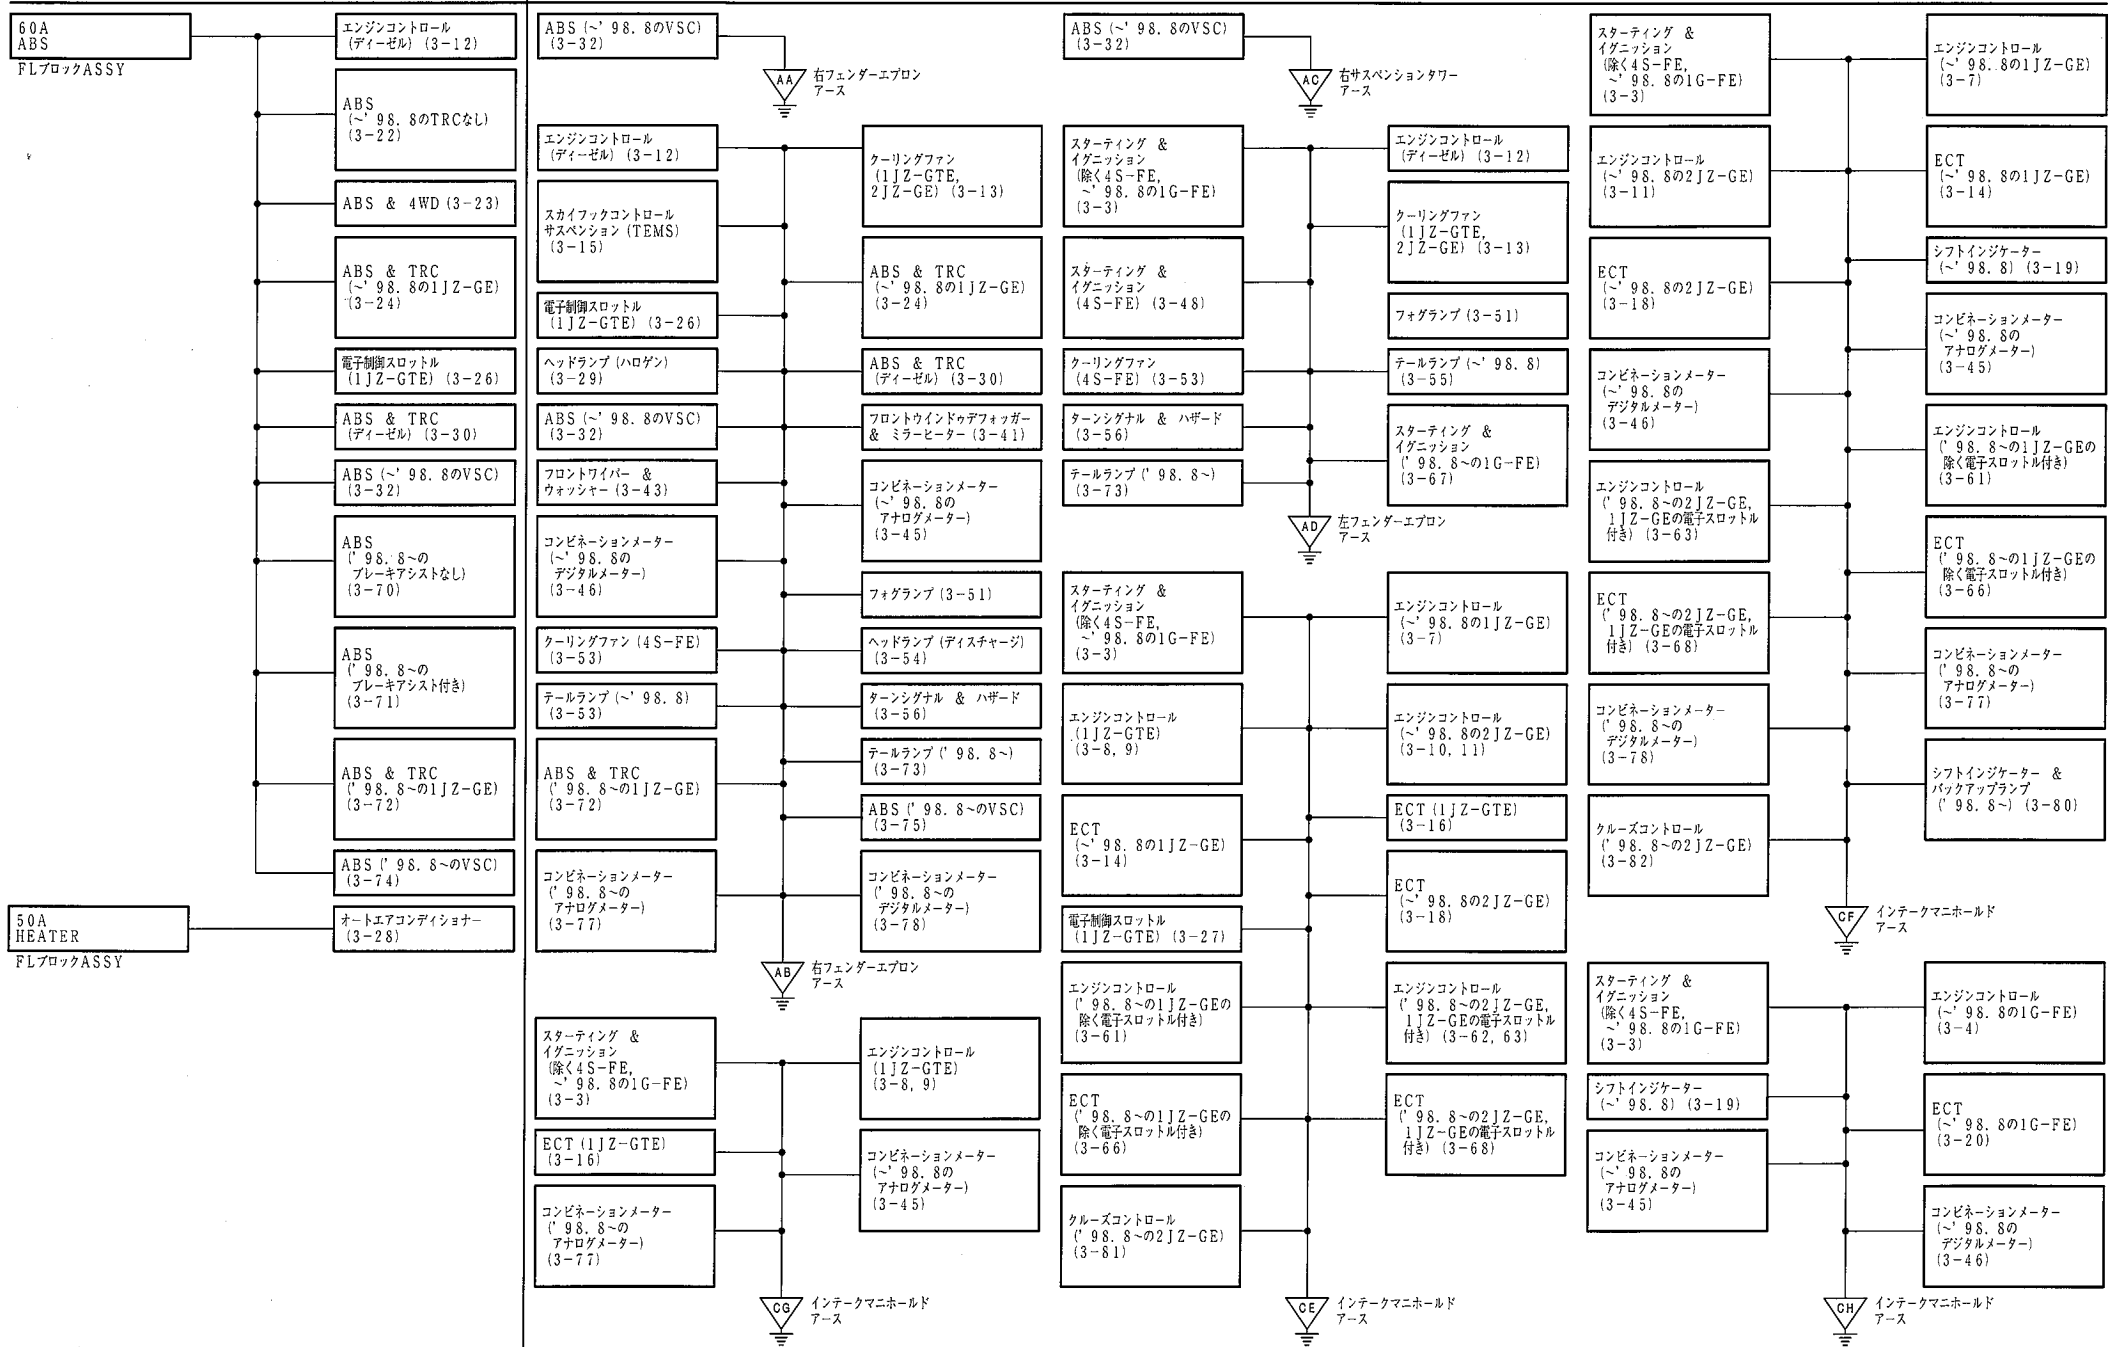 60A
ABS
FLブロックASSY
エンジンコントロール
(ディーゼル) (3-12)
ABS
(~'98.8のTRCなし)
(3-22)
ABS & 4WD (3-23)
ABS & TRC
(~'98.8の1JZ-GE)
(3-24)
電子制御スロットル
(1JZ-GTE) (3-26)
ABS & TRC
(ディーゼル) (3-30)
ABS (~'98.8のVSC)
(3-32)
ABS
('98.8~の
ブレーキアシストなし)
(3-70)
ABS
('98.8~の
ブレーキアシスト付き)
(3-71)
ABS & TRC
('98.8~の1JZ-GE)
(3-72)
ABS ('98.8~のVSC)
(3-74)
50A
HEATER
FLブロックASSY
オートエアコンディショナー
(3-28)
ABS (~'98.8のVSC)
(3-32)
AA
右フェンダーエプロン
アース
エンジンコントロール
(ディーゼル) (3-12)
スカイフックコントロール
サスペンション (TEMS)
(3-15)
電子制御スロットル
(1JZ-GTE) (3-26)
ヘッドランプ (ハロゲン)
(3-29)
ABS (~'98.8のVSC)
(3-32)
フロントワイパー &
ウォッシャー (3-43)
コンビネーションメーター
(~'98.8の
デジタルメーター)
(3-46)
クーリングファン (4S-FE)
(3-53)
テールランプ (~'98.8)
(3-53)
ABS & TRC
('98.8~の1JZ-GE)
(3-72)
コンビネーションメーター
('98.8~の
アナログメーター)
(3-77)
クーリングファン
(1JZ-GTE,
2JZ-GE) (3-13)
ABS & TRC
(~'98.8の1JZ-GE)
(3-24)
ABS & TRC
(ディーゼル) (3-30)
フロントウインドゥデフォッガー
& ミラーヒーター (3-41)
コンビネーションメーター
(~'98.8の
アナログメーター)
(3-45)
フォグランプ (3-51)
ヘッドランプ (ディスチャージ)
(3-54)
ターンシグナル & ハザード
(3-56)
テールランプ ('98.8~)
(3-73)
ABS ('98.8~のVSC)
(3-75)
コンビネーションメーター
('98.8~の
デジタルメーター)
(3-78)
AB
右フェンダーエプロン
アース
スターティング &
イグニッション
(除く4S-FE,
~'98.8の1G-FE)
(3-3)
ECT (1JZ-GTE)
(3-16)
コンビネーションメーター
('98.8~の
アナログメーター)
(3-77)
エンジンコントロール
(1JZ-GTE)
(3-8, 9)
コンビネーションメーター
(~'98.8の
アナログメーター)
(3-45)
CG
インテークマニホールド
アース
ABS (~'98.8のVSC)
(3-32)
AC
右サスペンションタワー
アース
スターティング &
イグニッション
(除く4S-FE,
~'98.8の1G-FE)
(3-3)
スターティング &
イグニッション
(4S-FE) (3-48)
クーリングファン
(4S-FE) (3-53)
ターンシグナル & ハザード
(3-56)
テールランプ ('98.8~)
(3-73)
エンジンコントロール
(ディーゼル) (3-12)
クーリングファン
(1JZ-GTE,
2JZ-GE) (3-13)
フォグランプ (3-51)
テールランプ (~'98.8)
(3-55)
スターティング &
イグニッション
('98.8~の1G-FE)
(3-67)
AD
左フェンダーエプロン
アース
スターティング &
イグニッション
(除く4S-FE,
~'98.8の1G-FE)
(3-3)
エンジンコントロール
(1JZ-GTE)
(3-8, 9)
ECT
(~'98.8の1JZ-GE)
(3-14)
電子制御スロットル
(1JZ-GTE) (3-27)
エンジンコントロール
('98.8~の1JZ-GEの
除く電子スロットル付き)
(3-61)
ECT
('98.8~の1JZ-GEの
除く電子スロットル付き)
(3-66)
クルーズコントロール
('98.8~の2JZ-GE)
(3-81)
エンジンコントロール
(~'98.8の1JZ-GE)
(3-7)
エンジンコントロール
(~'98.8の2JZ-GE)
(3-10, 11)
ECT (1JZ-GTE)
(3-16)
ECT
(~'98.8の2JZ-GE)
(3-18)
エンジンコントロール
('98.8~の2JZ-GE,
1JZ-GEの電子スロットル
付き) (3-62, 63)
ECT
('98.8~の2JZ-GE,
1JZ-GEの電子スロットル
付き) (3-68)
CE
インテークマニホールド
アース
スターティング &
イグニッション
(除く4S-FE,
~'98.8の1G-FE)
(3-3)
エンジンコントロール
(~'98.8の2JZ-GE)
(3-11)
ECT
(~'98.8の2JZ-GE)
(3-18)
コンビネーションメーター
(~'98.8の
デジタルメーター)
(3-46)
エンジンコントロール
('98.8~の2JZ-GE,
1JZ-GEの電子スロットル
付き) (3-63)
ECT
('98.8~の2JZ-GE,
1JZ-GEの電子スロットル
付き) (3-68)
コンビネーションメーター
('98.8~の
デジタルメーター)
(3-78)
クルーズコントロール
('98.8~の2JZ-GE)
(3-82)
エンジンコントロール
(~'98.8の1JZ-GE)
(3-7)
ECT
(~'98.8の1JZ-GE)
(3-14)
シフトインジケーター
(~'98.8) (3-19)
コンビネーションメーター
(~'98.8の
アナログメーター)
(3-45)
エンジンコントロール
('98.8~の1JZ-GEの
除く電子スロットル付き)
(3-61)
ECT
('98.8~の1JZ-GEの
除く電子スロットル付き)
(3-66)
コンビネーションメーター
('98.8~の
アナログメーター)
(3-77)
シフトインジケーター &
バックアップランプ
('98.8~) (3-80)
CF
インテークマニホールド
アース
スターティング &
イグニッション
(除く4S-FE,
~'98.8の1G-FE)
(3-3)
シフトインジケーター
(~'98.8) (3-19)
コンビネーションメーター
(~'98.8の
アナログメーター)
(3-45)
エンジンコントロール
(~'98.8の1G-FE)
(3-4)
ECT
(~'98.8の1G-FE)
(3-20)
コンビネーションメーター
(~'98.8の
デジタルメーター)
(3-46)
CH
インテークマニホールド
アース